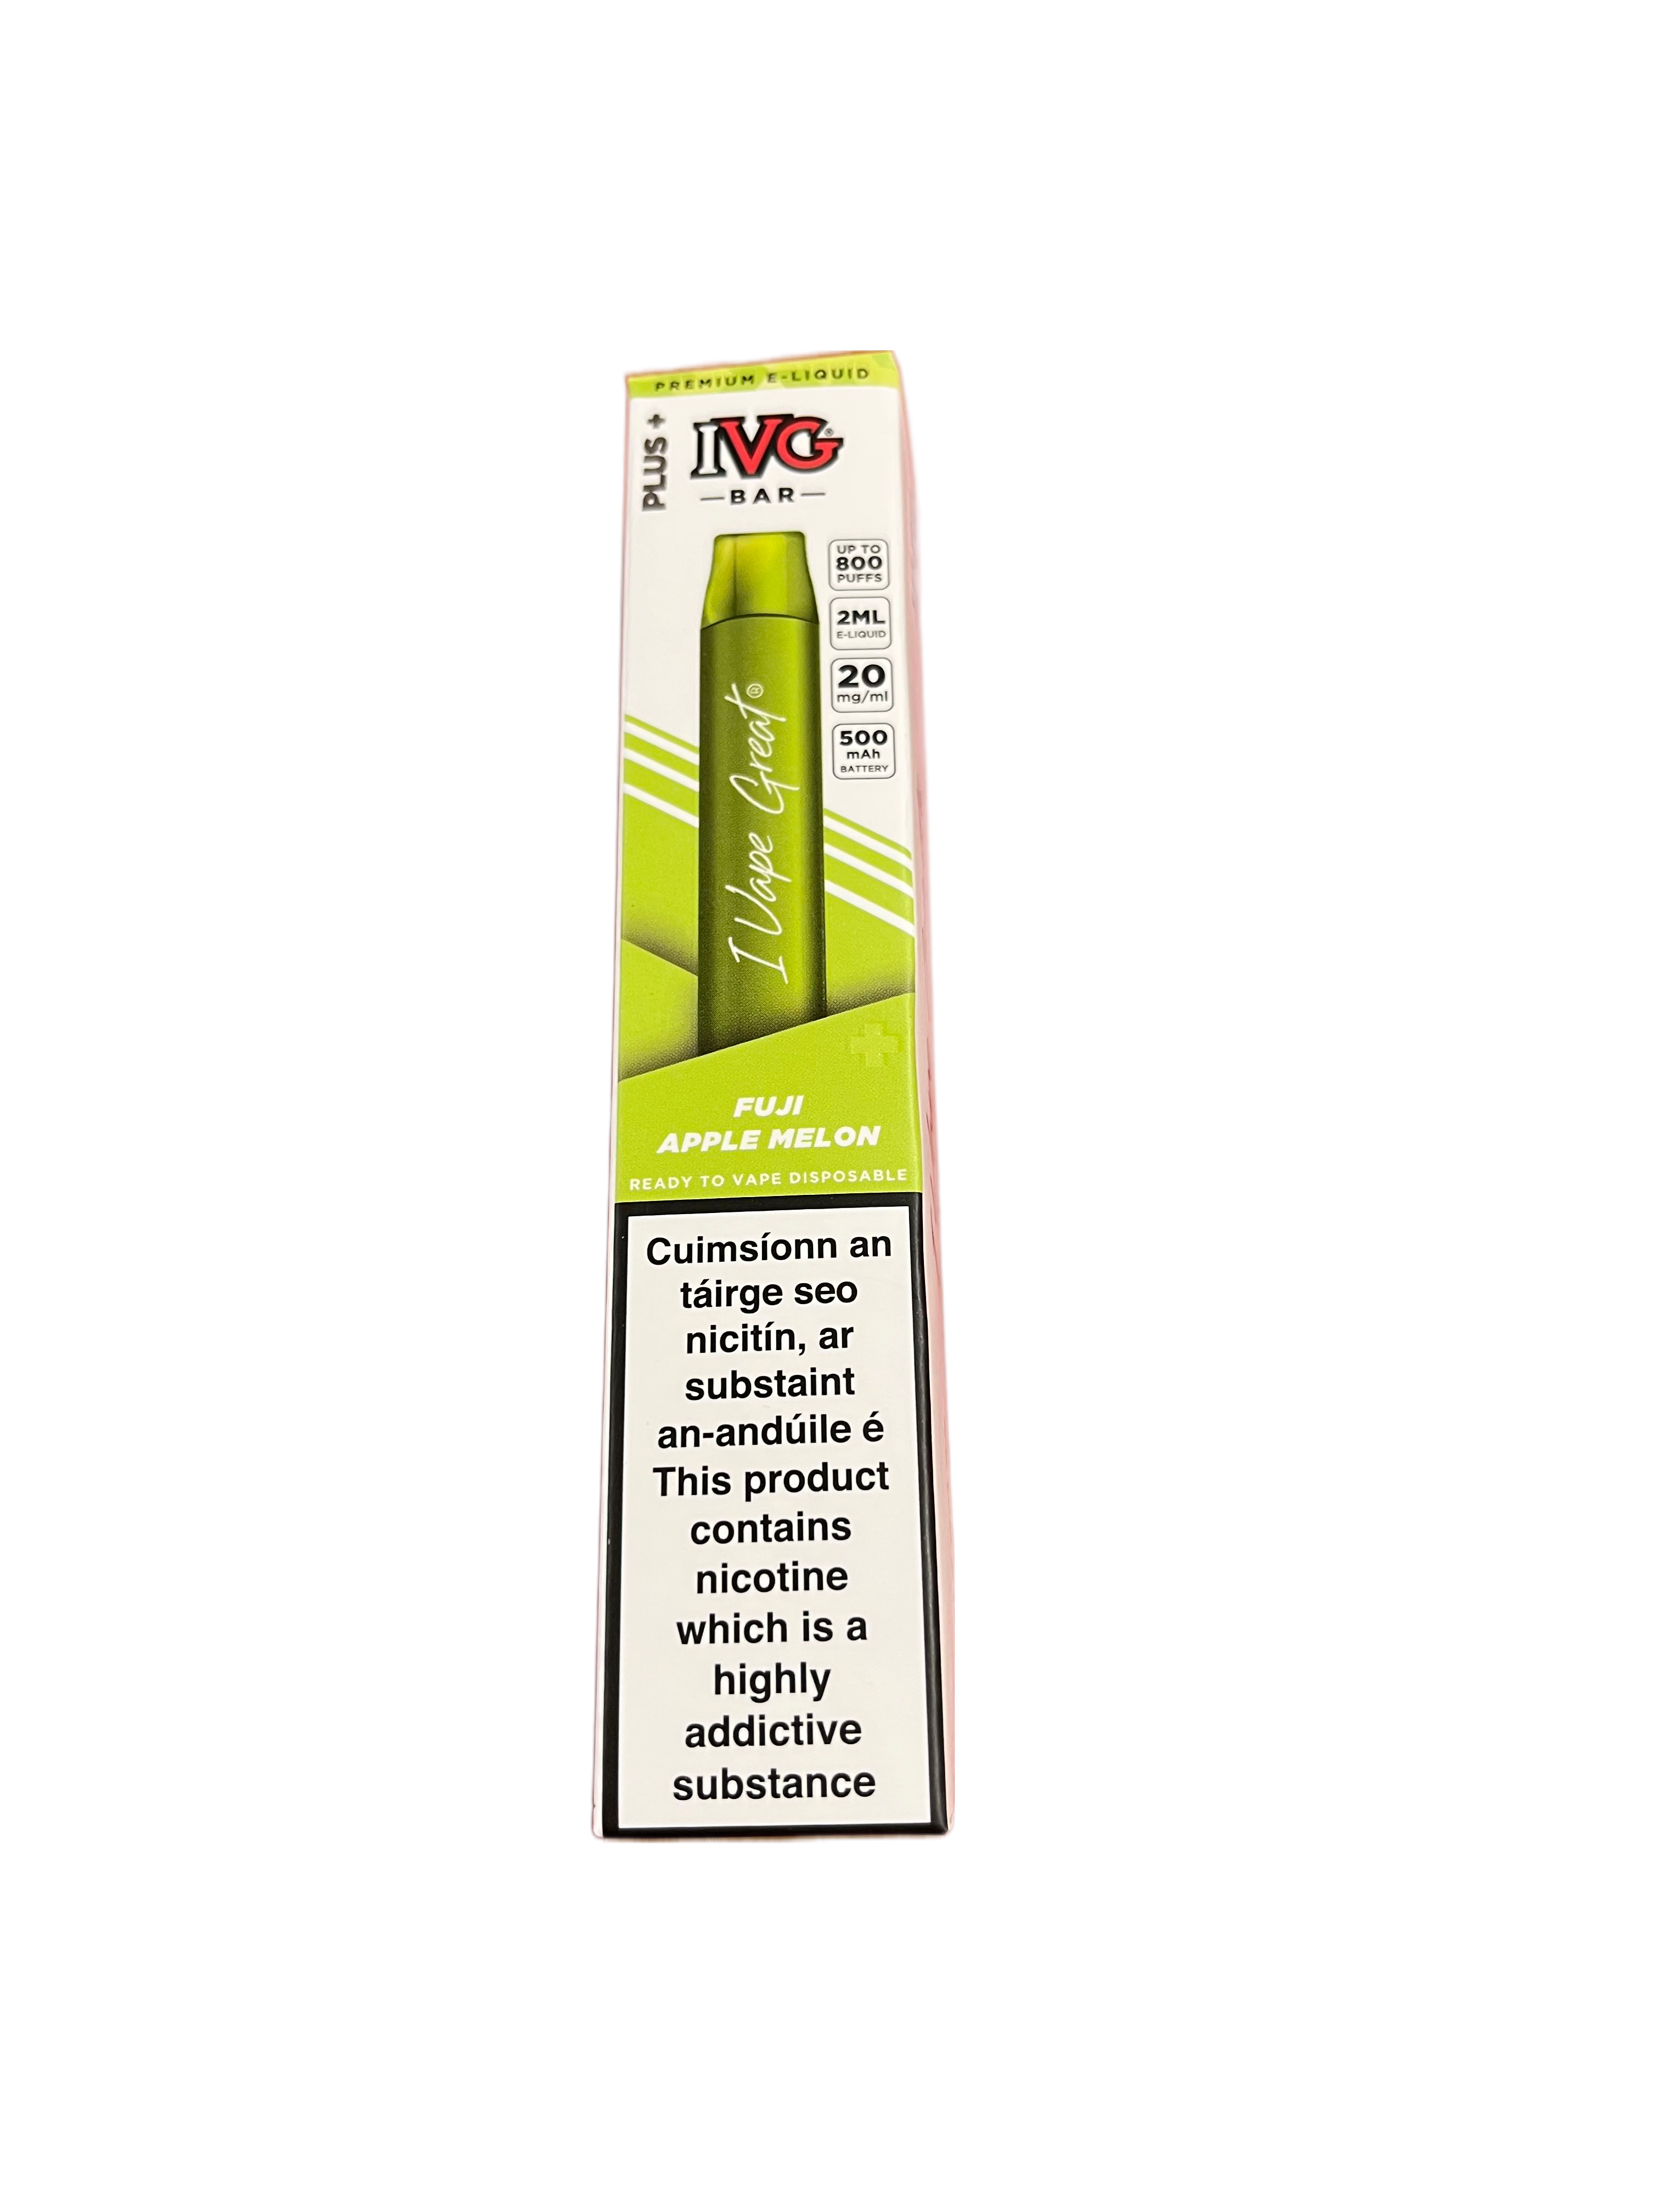 PREMIUM E-LIQUID
PLUS +
IVG®
BAR
UP TO
800
PUFFS
2ML
E-LIQUID
20
mg/ml
500
mAh
BATTERY
I Vape Great®
FUJI
APPLE MELON
READY TO VAPE DISPOSABLE
Cuimsíonn an
táirge seo
nicitín, ar
substaint
an-andúile é
This product
contains
nicotine
which is a
highly
addictive
substance